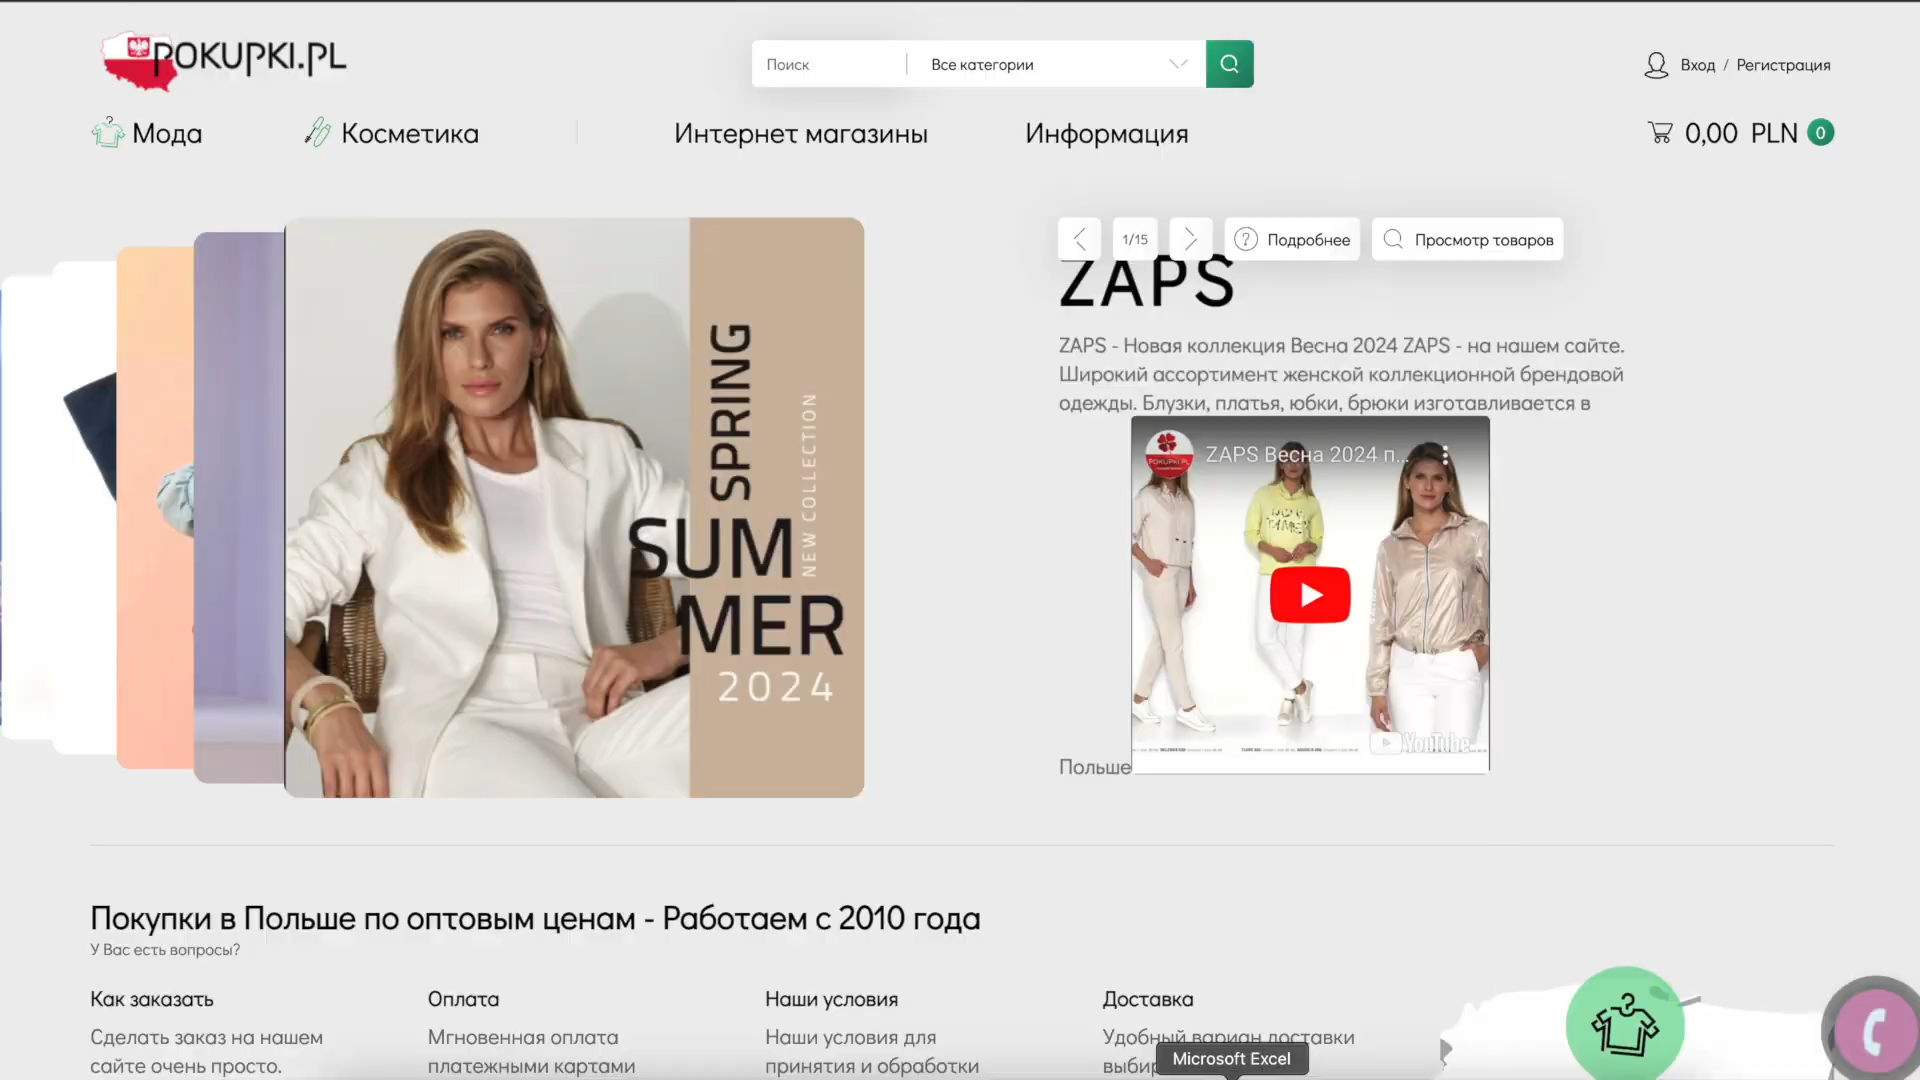 POKUPKI.PL
Поиск
Все категории
Вход / Регистрация
Мода
Косметика
Интернет магазины
Информация
0,00 PLN 0
1/15
Подробнее
Просмотр товаров
SPRING
SUM
MER
2024
NEW COLLECTION
ZAPS
ZAPS - Новая коллекция Весна 2024 ZAPS - на нашем сайте.
Широкий ассортимент женской коллекционной брендовой
одежды. Блузки, платья, юбки, брюки изготавливается в
POKUPKI.PL
ZAPS Весна 2024 п...
YouTube
Польше
Покупки в Польше по оптовым ценам - Работаем с 2010 года
У Вас есть вопросы?
Как заказать
Сделать заказ на нашем
сайте очень просто.
Оплата
Мгновенная оплата
платежными картами
Наши условия
Наши условия для
принятия и обработки
Доставка
Удобный вариан доставки
Microsoft Excel